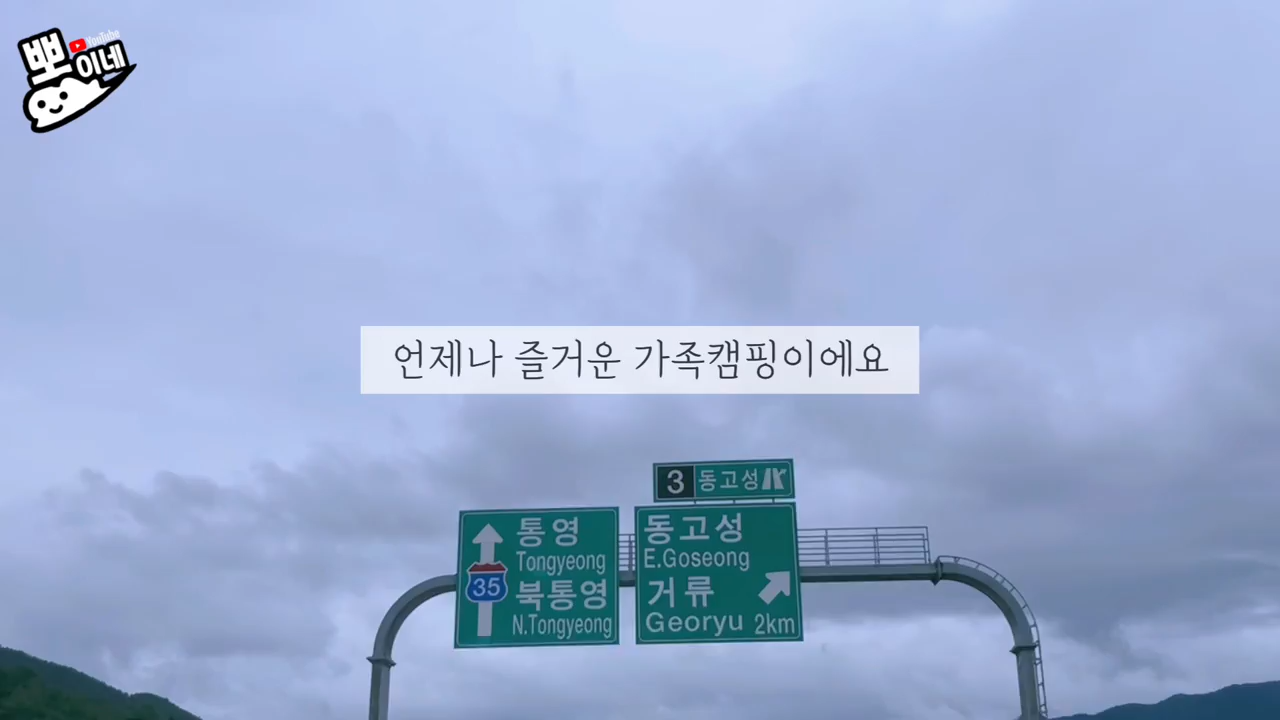 뽀이네
YouTube
언제나 즐거운 가족캠핑이에요
3 동고성
통영
Tongyeong
35
북통영
N.Tongyeong
동고성
E.Goseong
거류
Georyu 2km